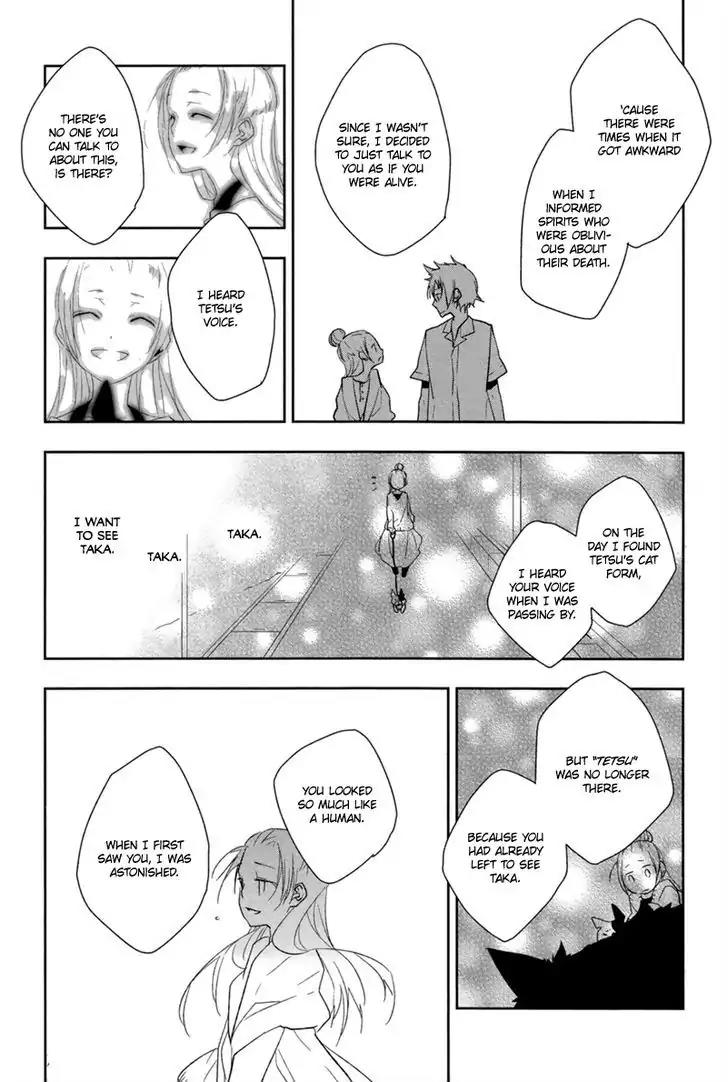 'CAUSE
THERE WERE
TIMES WHEN IT
GOT AWKWARD
WHEN I
INFORMED
SPIRITS WHO
WERE OBLIVI-
OUS ABOUT
THEIR DEATH.
SINCE I WASN'T
SURE, I DECIDED
TO JUST TALK TO
YOU AS IF YOU
WERE ALIVE.
THERE'S
NO ONE YOU
CAN TALK TO
ABOUT THIS,
IS THERE?
I HEARD
TETSU'S
VOICE.
ON THE
DAY I FOUND
TETSU'S CAT
FORM,
I HEARD
YOUR VOICE
WHEN I WAS
PASSING BY.
TAKA.
TAKA.
I WANT
TO SEE
TAKA.
BUT "TETSU"
WAS NO LONGER
THERE.
BECAUSE YOU
HAD ALREADY
LEFT TO SEE
TAKA.
YOU LOOKED
SO MUCH LIKE
A HUMAN.
WHEN I FIRST
SAW YOU, I WAS
ASTONISHED.